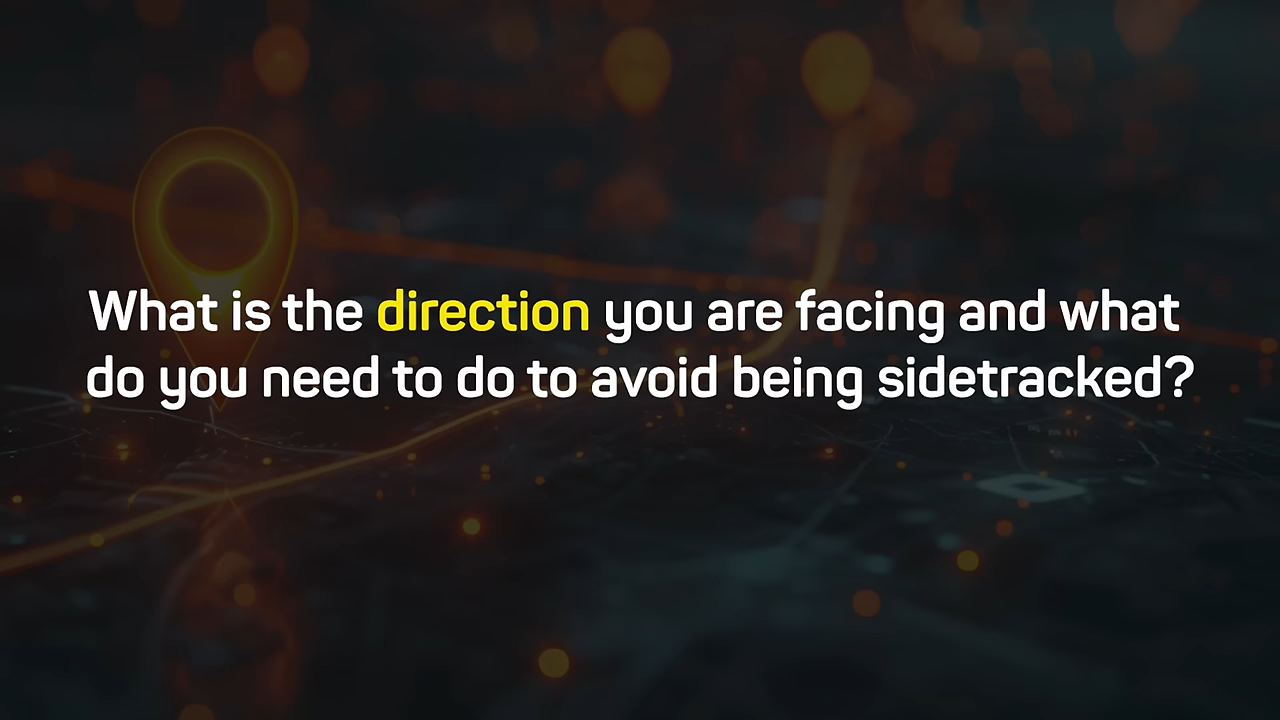 What is the direction you are facing and what
do you need to do to avoid being sidetracked?